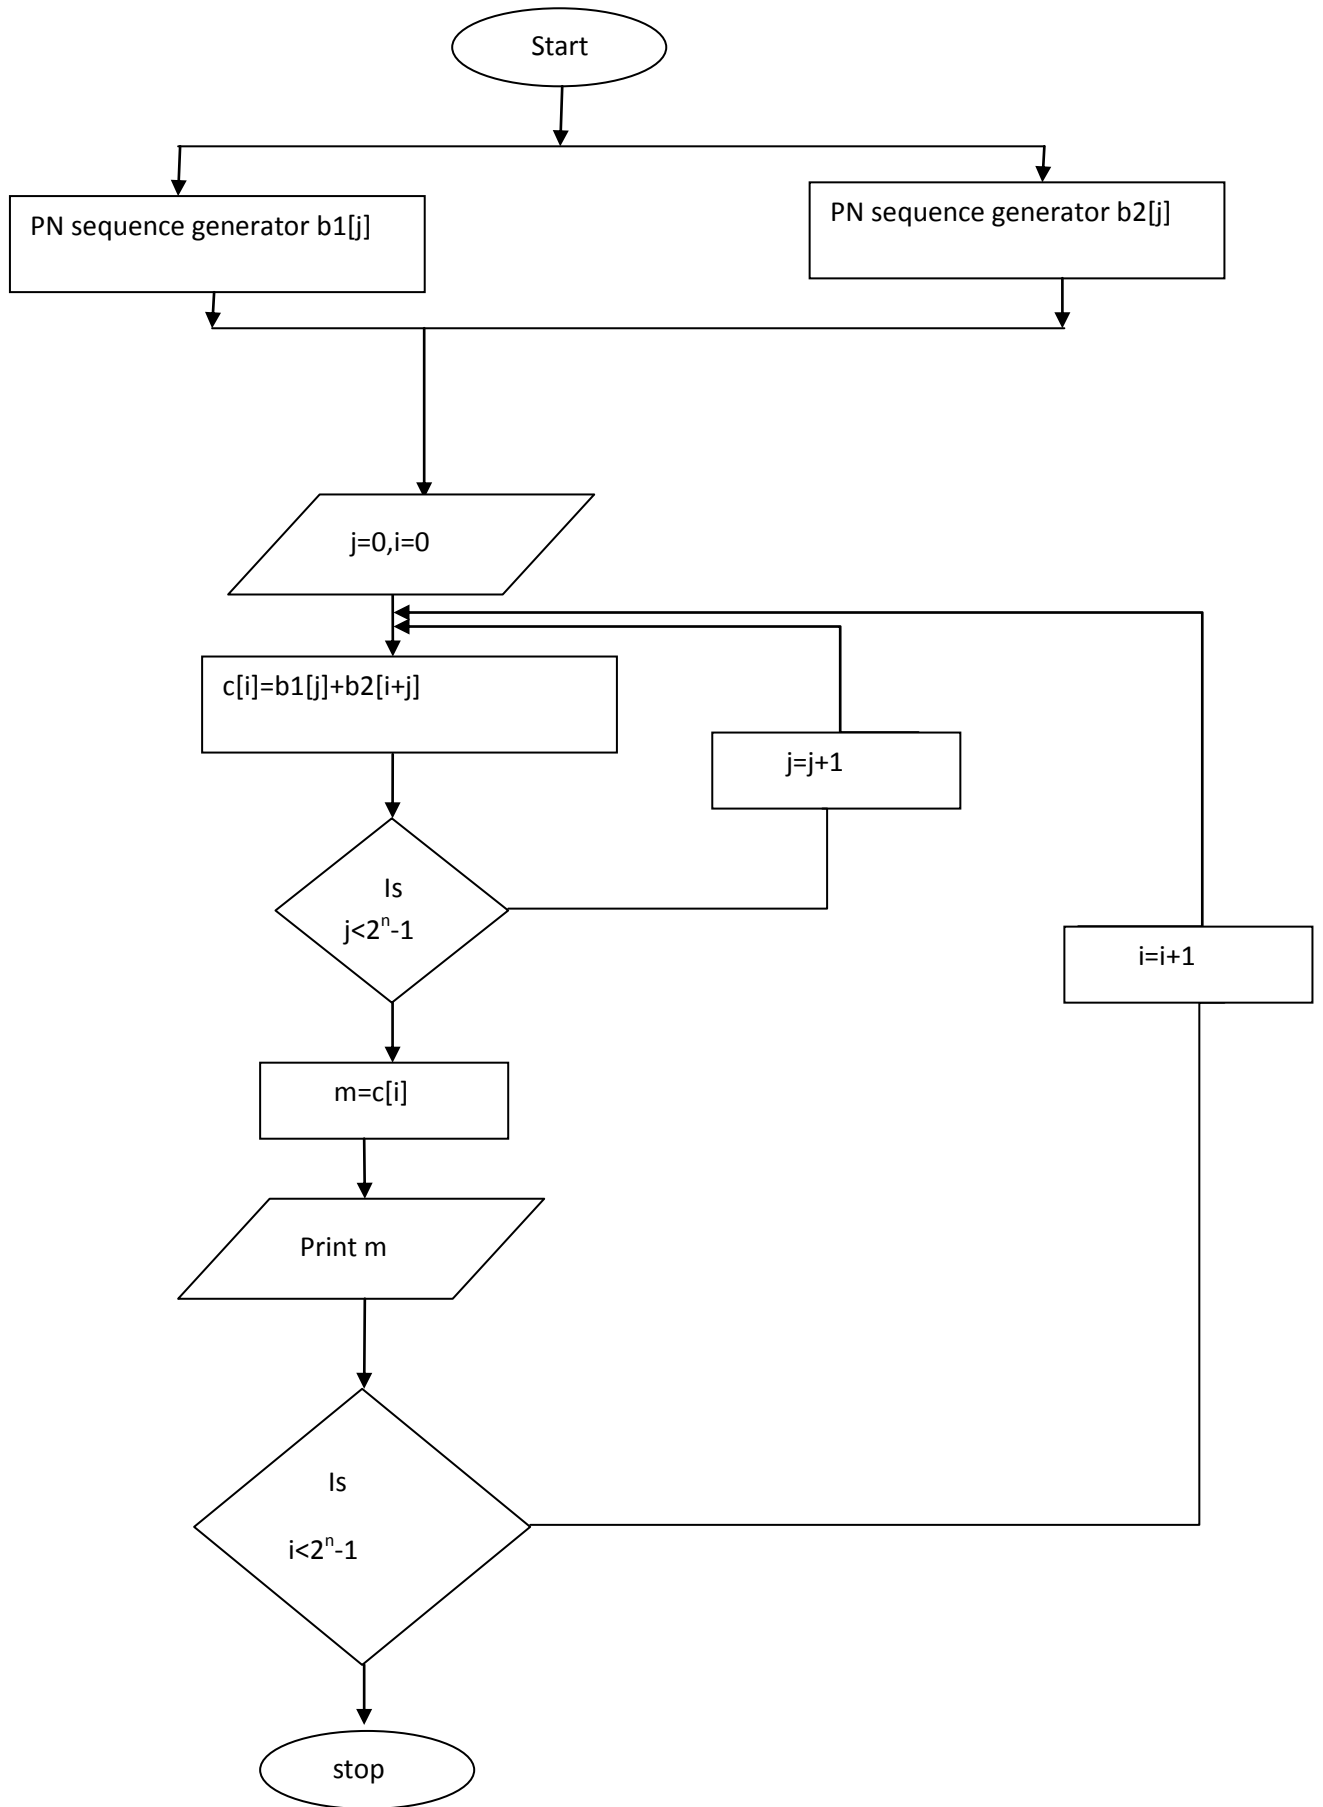 Start
PN sequence generator b1[j]
PN sequence generator b2[j]
j=0,i=0
c[i]=b1[j]+b2[i+j]
j=j+1
Is
j<2ⁿ-1
i=i+1
m=c[i]
Print m
Is
i<2ⁿ-1
stop